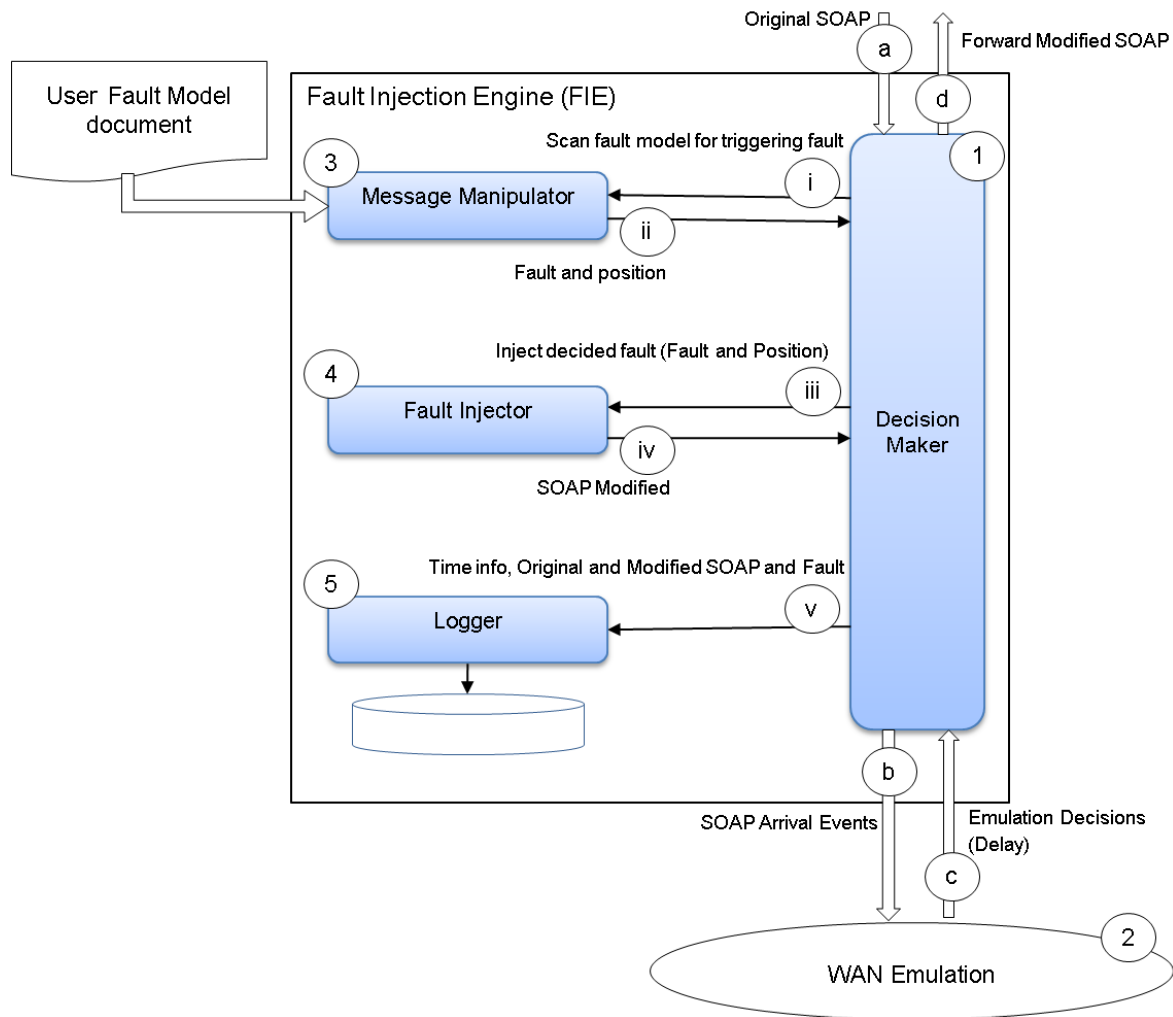 Original SOAP
a
Forward Modified SOAP
d
User Fault Model
document
Fault Injection Engine (FIE)
Scan fault model for triggering fault
1
3
Message Manipulator
i
ii
Fault and position
Inject decided fault (Fault and Position)
4
Fault Injector
iii
iv
SOAP Modified
Decision
Maker
Time info, Original and Modified SOAP and Fault
5
Logger
v
b
SOAP Arrival Events
Emulation Decisions
(Delay)
c
2
WAN Emulation